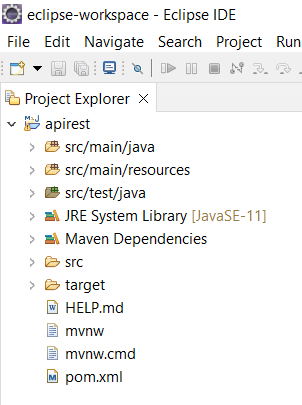 eclipse-workspace - Eclipse IDE
File Edit Navigate Search Project Run
Project Explorer
apirest
src/main/java
src/main/resources
src/test/java
JRE System Library [JavaSE-11]
Maven Dependencies
src
target
HELP.md
mvnw
mvnw.cmd
pom.xml